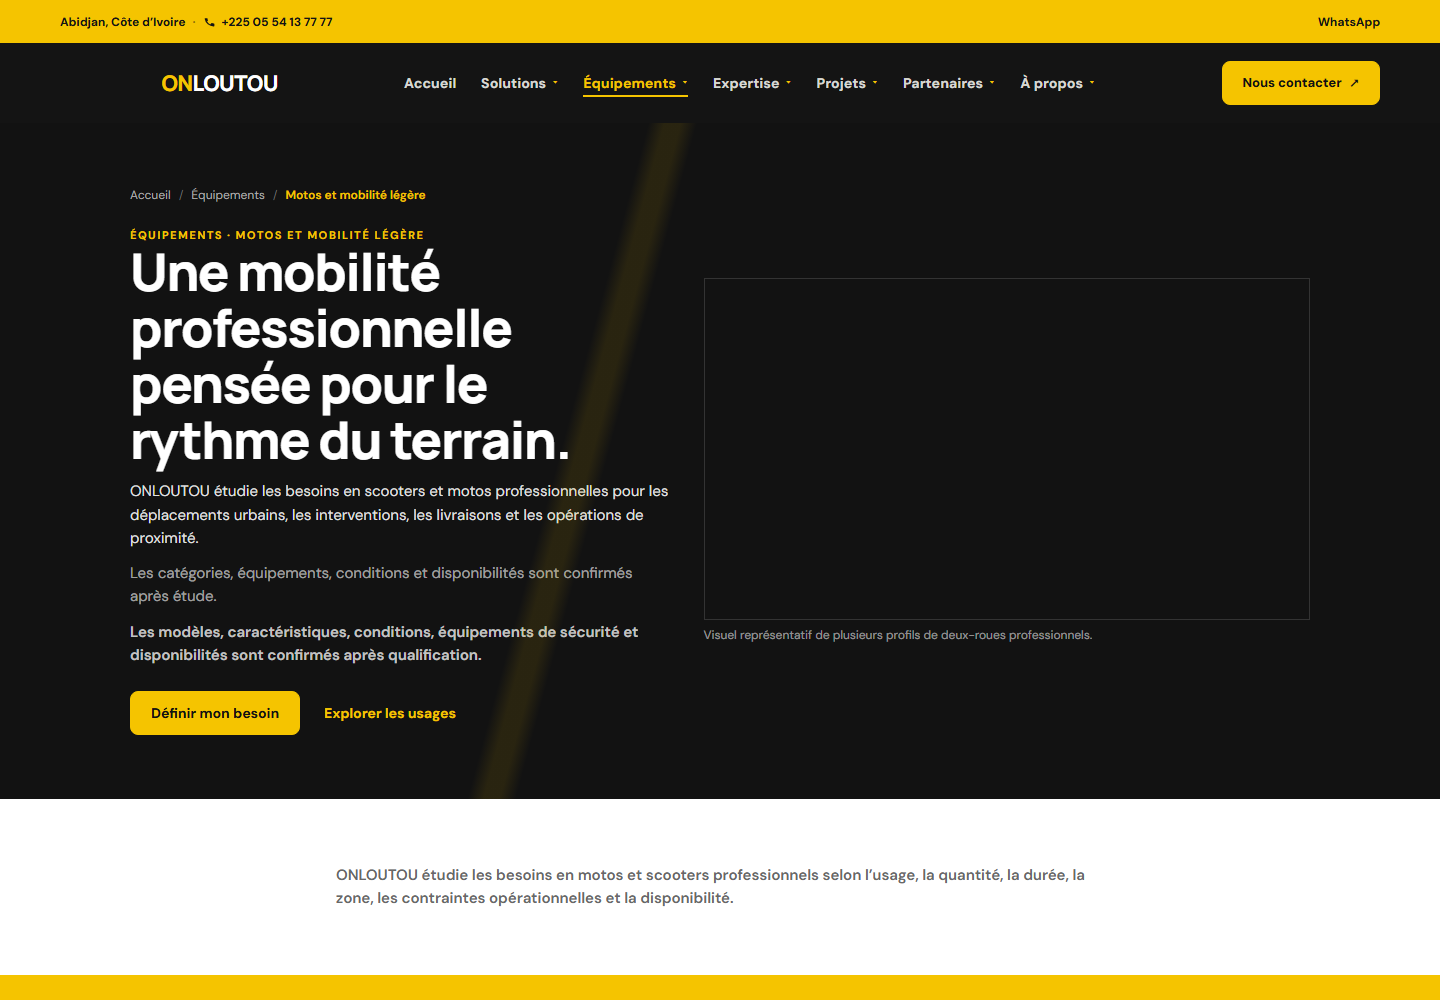 Abidjan, Côte d’Ivoire · +225 05 54 13 77 77
WhatsApp
ONLOUTOU
Accueil Solutions Équipements Expertise Projets Partenaires À propos
Nous contacter ↗
Accueil / Équipements / Motos et mobilité légère
ÉQUIPEMENTS · MOTOS ET MOBILITÉ LÉGÈRE
Une mobilité
professionnelle
pensée pour le
rythme du terrain.
ONLOUTOU étudie les besoins en scooters et motos professionnelles pour les
déplacements urbains, les interventions, les livraisons et les opérations de
proximité.
Les catégories, équipements, conditions et disponibilités sont confirmés
après étude.
Les modèles, caractéristiques, conditions, équipements de sécurité et
disponibilités sont confirmés après qualification.
Définir mon besoin
Explorer les usages
Visuel représentatif de plusieurs profils de deux-roues professionnels.
ONLOUTOU étudie les besoins en motos et scooters professionnels selon l’usage, la quantité, la durée, la
zone, les contraintes opérationnelles et la disponibilité.